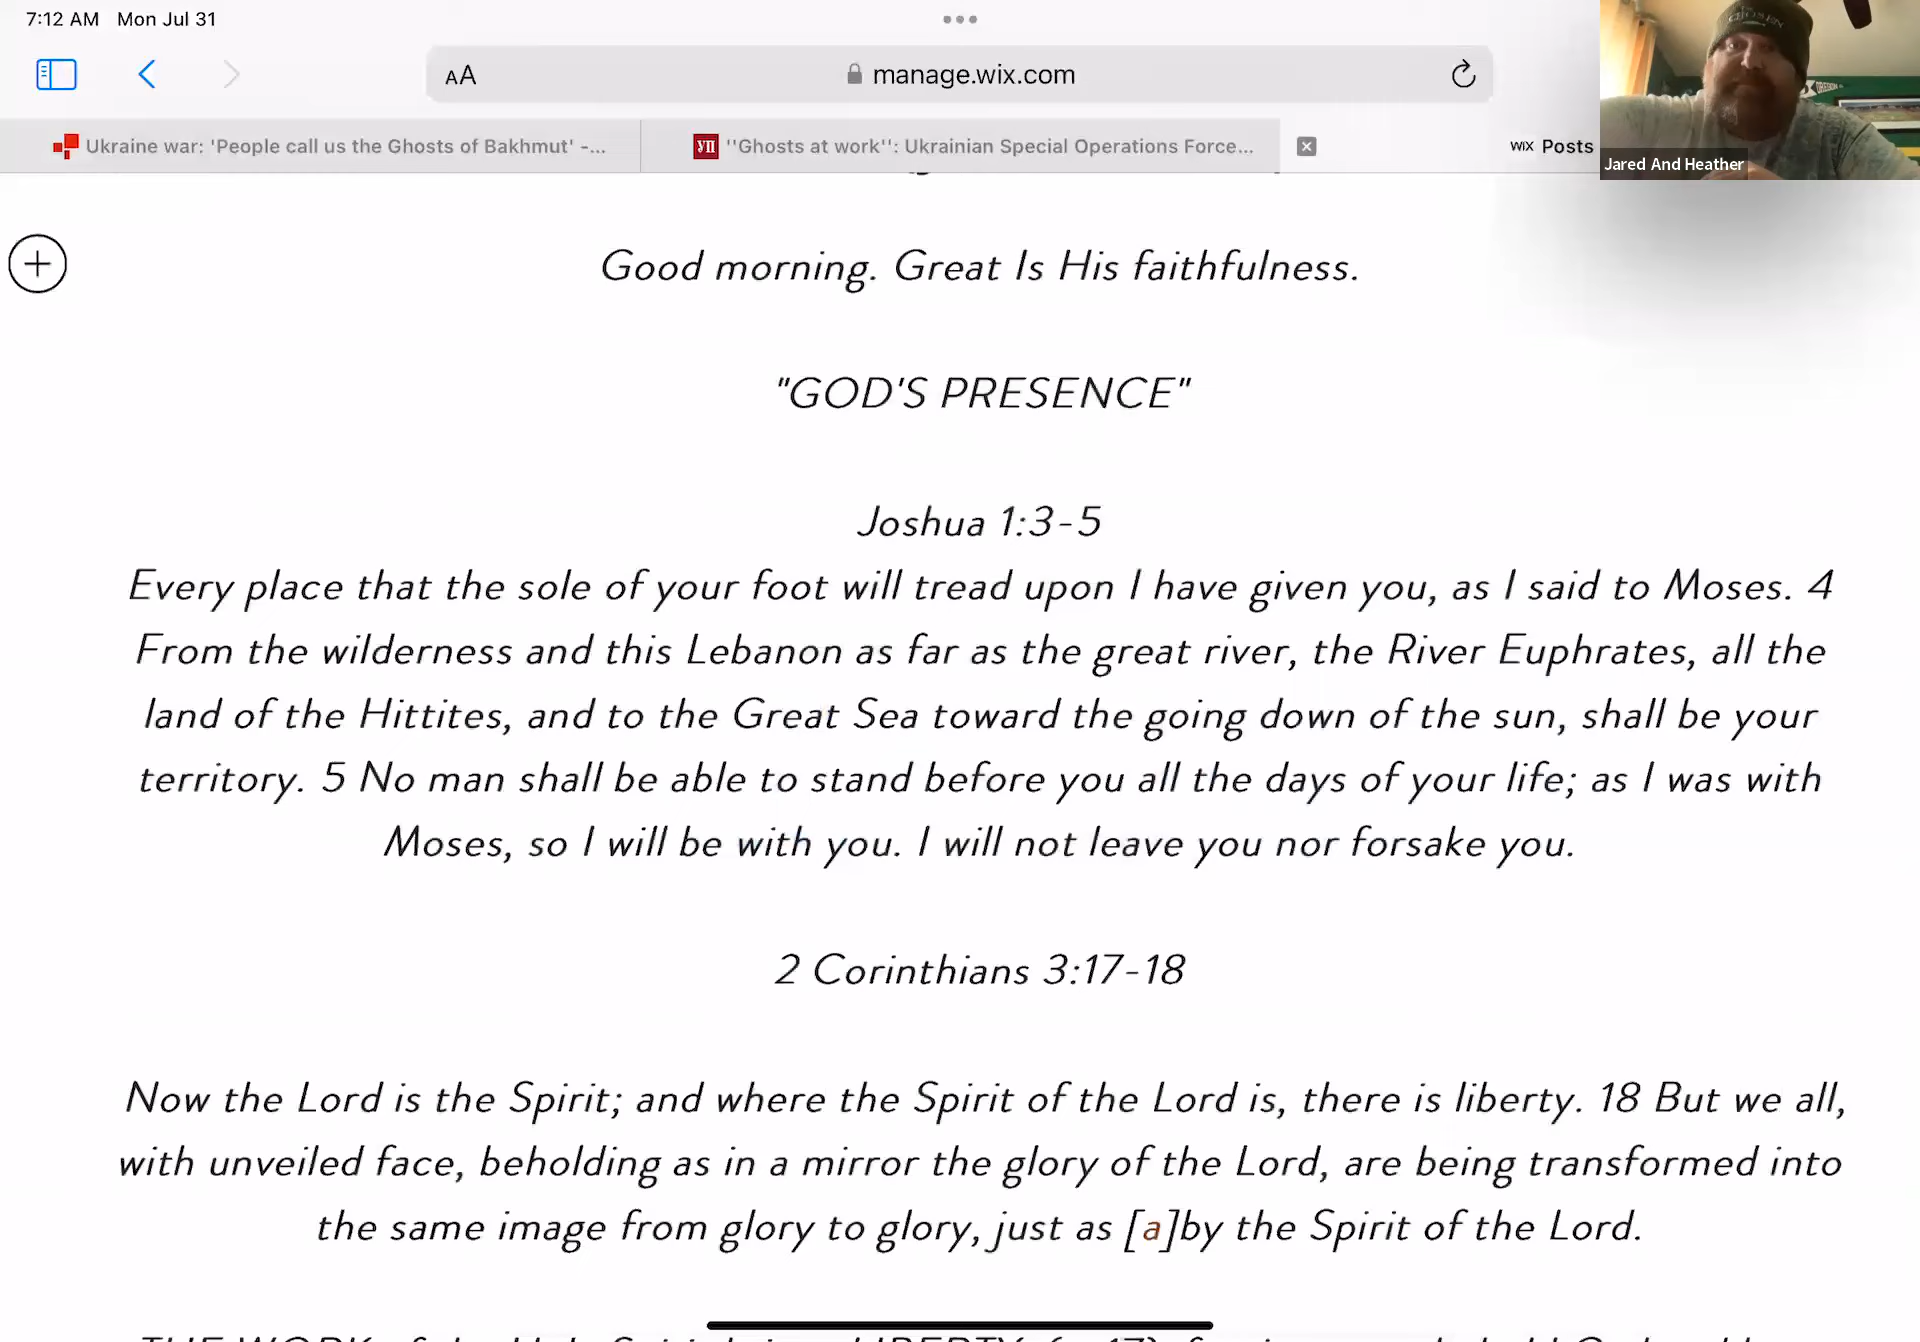 7:12 AM Mon Jul 31
AA
manage.wix.com
Ukraine war: 'People call us the Ghosts of Bakhmut' -...
УП ''Ghosts at work'': Ukrainian Special Operations Force...
WIX Posts
CHOSEN
OREGON
Jared And Heather
Good morning. Great Is His faithfulness.
"GOD'S PRESENCE"
Joshua 1:3-5
Every place that the sole of your foot will tread upon I have given you, as I said to Moses. 4
From the wilderness and this Lebanon as far as the great river, the River Euphrates, all the
land of the Hittites, and to the Great Sea toward the going down of the sun, shall be your
territory. 5 No man shall be able to stand before you all the days of your life; as I was with
Moses, so I will be with you. I will not leave you nor forsake you.
2 Corinthians 3:17-18
Now the Lord is the Spirit; and where the Spirit of the Lord is, there is liberty. 18 But we all,
with unveiled face, beholding as in a mirror the glory of the Lord, are being transformed into
the same image from glory to glory, just as [a]by the Spirit of the Lord.
THE WORK of the